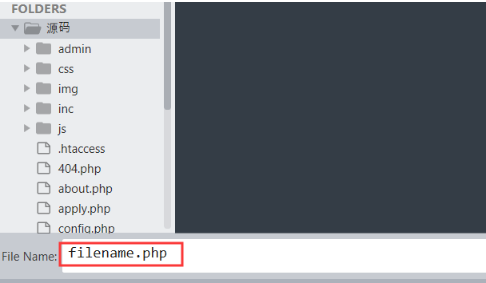 FOLDERS
源码
admin
css
img
inc
js
.htaccess
404.php
about.php
apply.php
config.php
File Name: filename.php